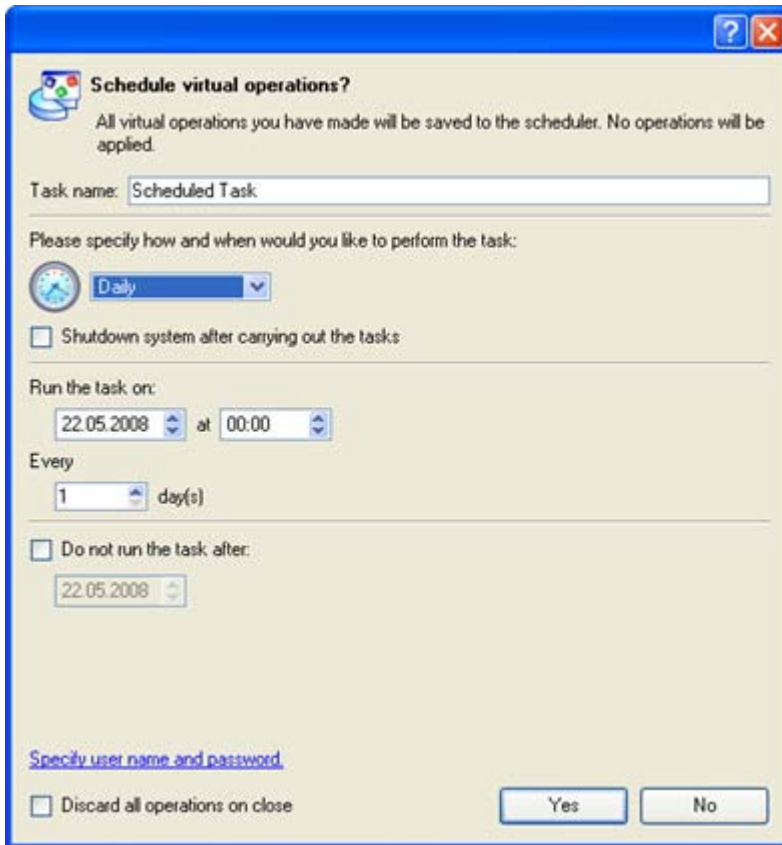 ?
Schedule virtual operations?
All virtual operations you have made will be saved to the scheduler. No operations will be
applied.
Task name: Scheduled Task
Please specify how and when would you like to perform the task:
Daily
Shutdown system after carrying out the tasks
Run the task on:
22.05.2008 at 00:00
Every
1 day(s)
Do not run the task after:
22.05.2008
Specify user name and password.
Discard all operations on close Yes No